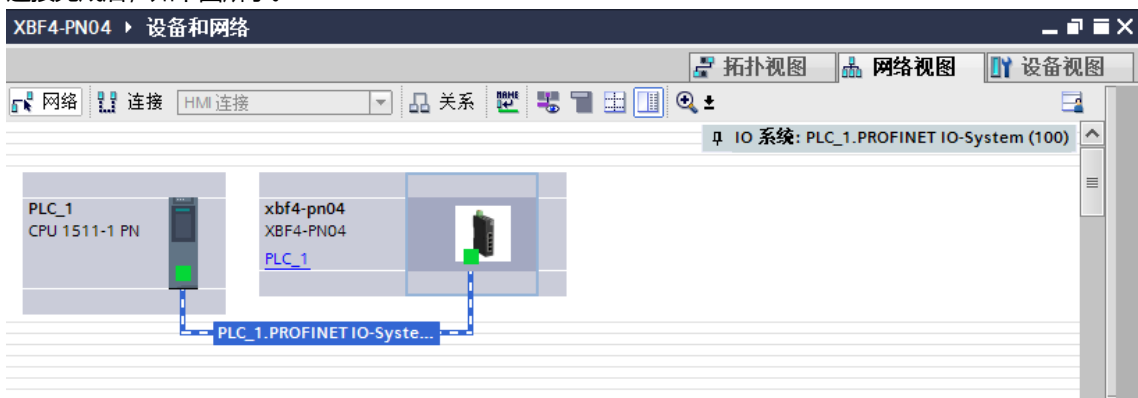 XBF4-PN04 ▸ 设备和网络
拓扑视图 网络视图 设备视图
网络 连接 HMI 连接 关系
IO 系统: PLC_1.PROFINET IO-System (100)
PLC_1
CPU 1511-1 PN
xbf4-pn04
XBF4-PN04
PLC_1
PLC_1.PROFINET IO-Syste...